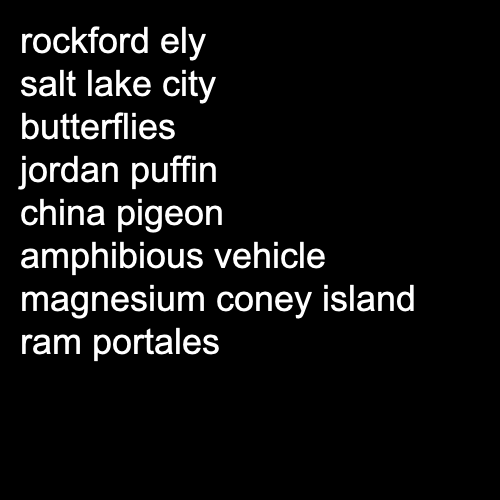 rockford ely
salt lake city
butterflies
jordan puffin
china pigeon
amphibious vehicle
magnesium coney island
ram portales